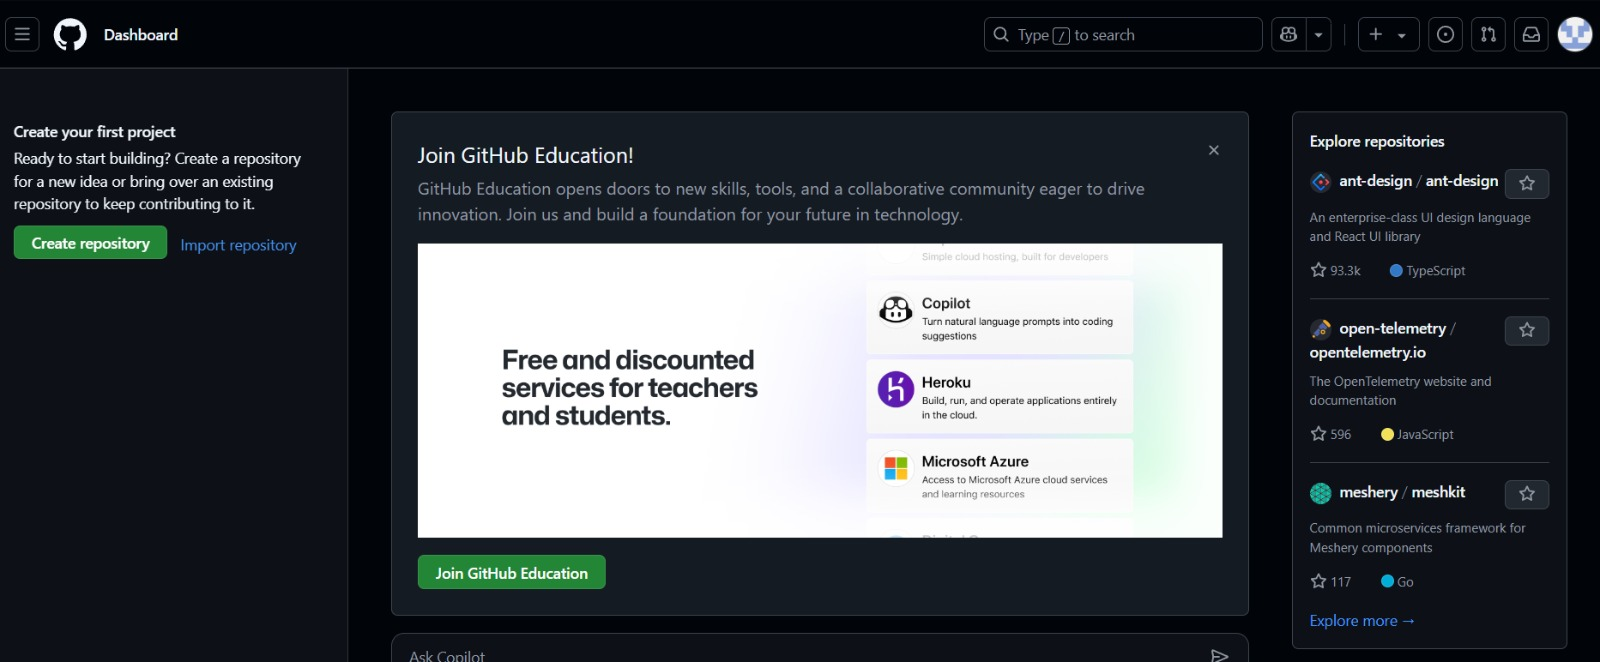 Dashboard
Type / to search
Create your first project
Ready to start building? Create a repository
for a new idea or bring over an existing
repository to keep contributing to it.
Create repository
Import repository
Join GitHub Education!
GitHub Education opens doors to new skills, tools, and a collaborative community eager to drive
innovation. Join us and build a foundation for your future in technology.
Free and discounted
services for teachers
and students.
Simple cloud hosting, built for developers
Copilot
Turn natural language prompts into coding
suggestions
Heroku
Build, run, and operate applications entirely
in the cloud.
Microsoft Azure
Access to Microsoft Azure cloud services
and learning resources
Join GitHub Education
Ask Copilot
Explore repositories
ant-design / ant-design
An enterprise-class UI design language
and React UI library
93.3k TypeScript
open-telemetry /
opentelemetry.io
The OpenTelemetry website and
documentation
596 JavaScript
meshery / meshkit
Common microservices framework for
Meshery components
117 Go
Explore more →